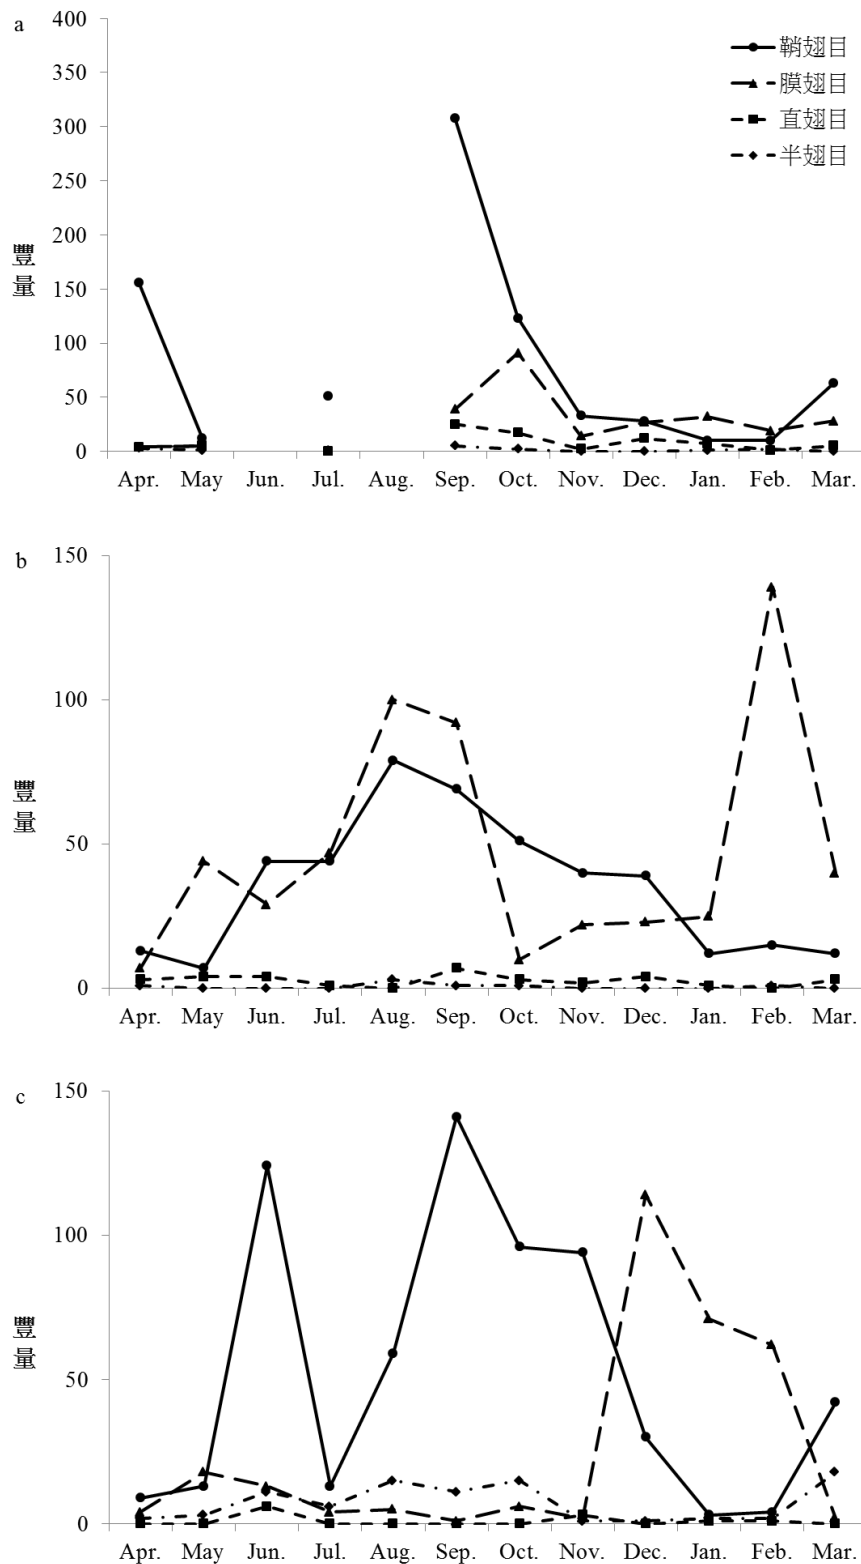 a
400
350
300
250
200
150
100
50
0
豐量
鞘翅目
膜翅目
直翅目
半翅目
Apr. May Jun. Jul. Aug. Sep. Oct. Nov. Dec. Jan. Feb. Mar.
b
150
100
50
0
豐量
Apr. May Jun. Jul. Aug. Sep. Oct. Nov. Dec. Jan. Feb. Mar.
c
150
100
50
0
豐量
Apr. May Jun. Jul. Aug. Sep. Oct. Nov. Dec. Jan. Feb. Mar.